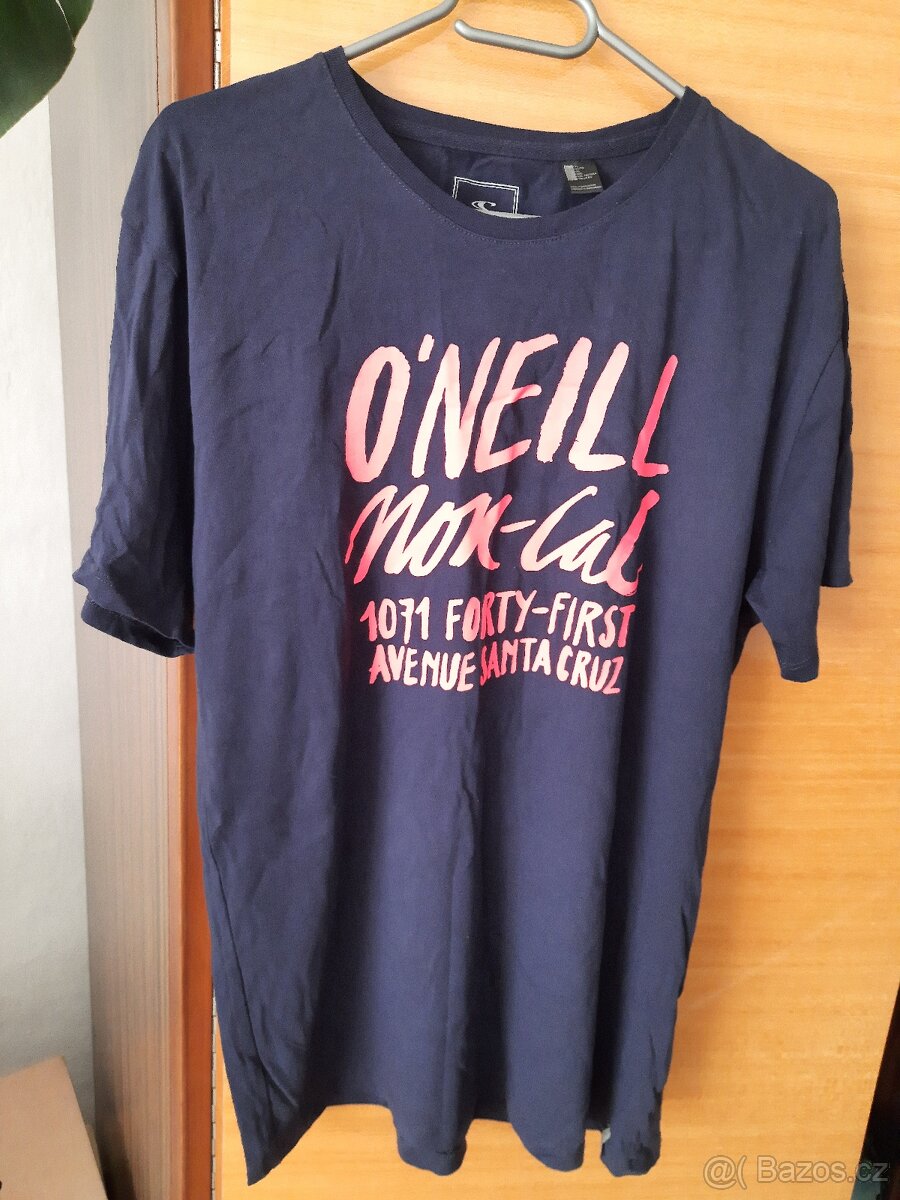 O'NEILL
Nor-Cal
1071 FORTY-FIRST
AVENUE SANTA CRUZ
@( Bazos.cz